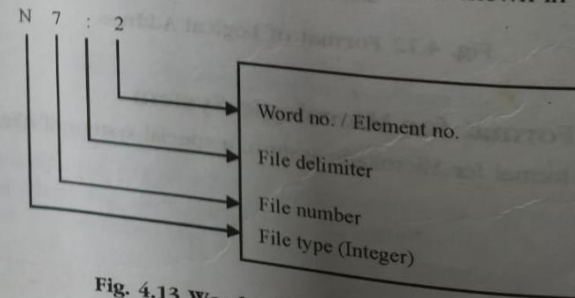 N 7 : 2
Word no. / Element no.
File delimiter
File number
File type (Integer)
Fig. 4.13